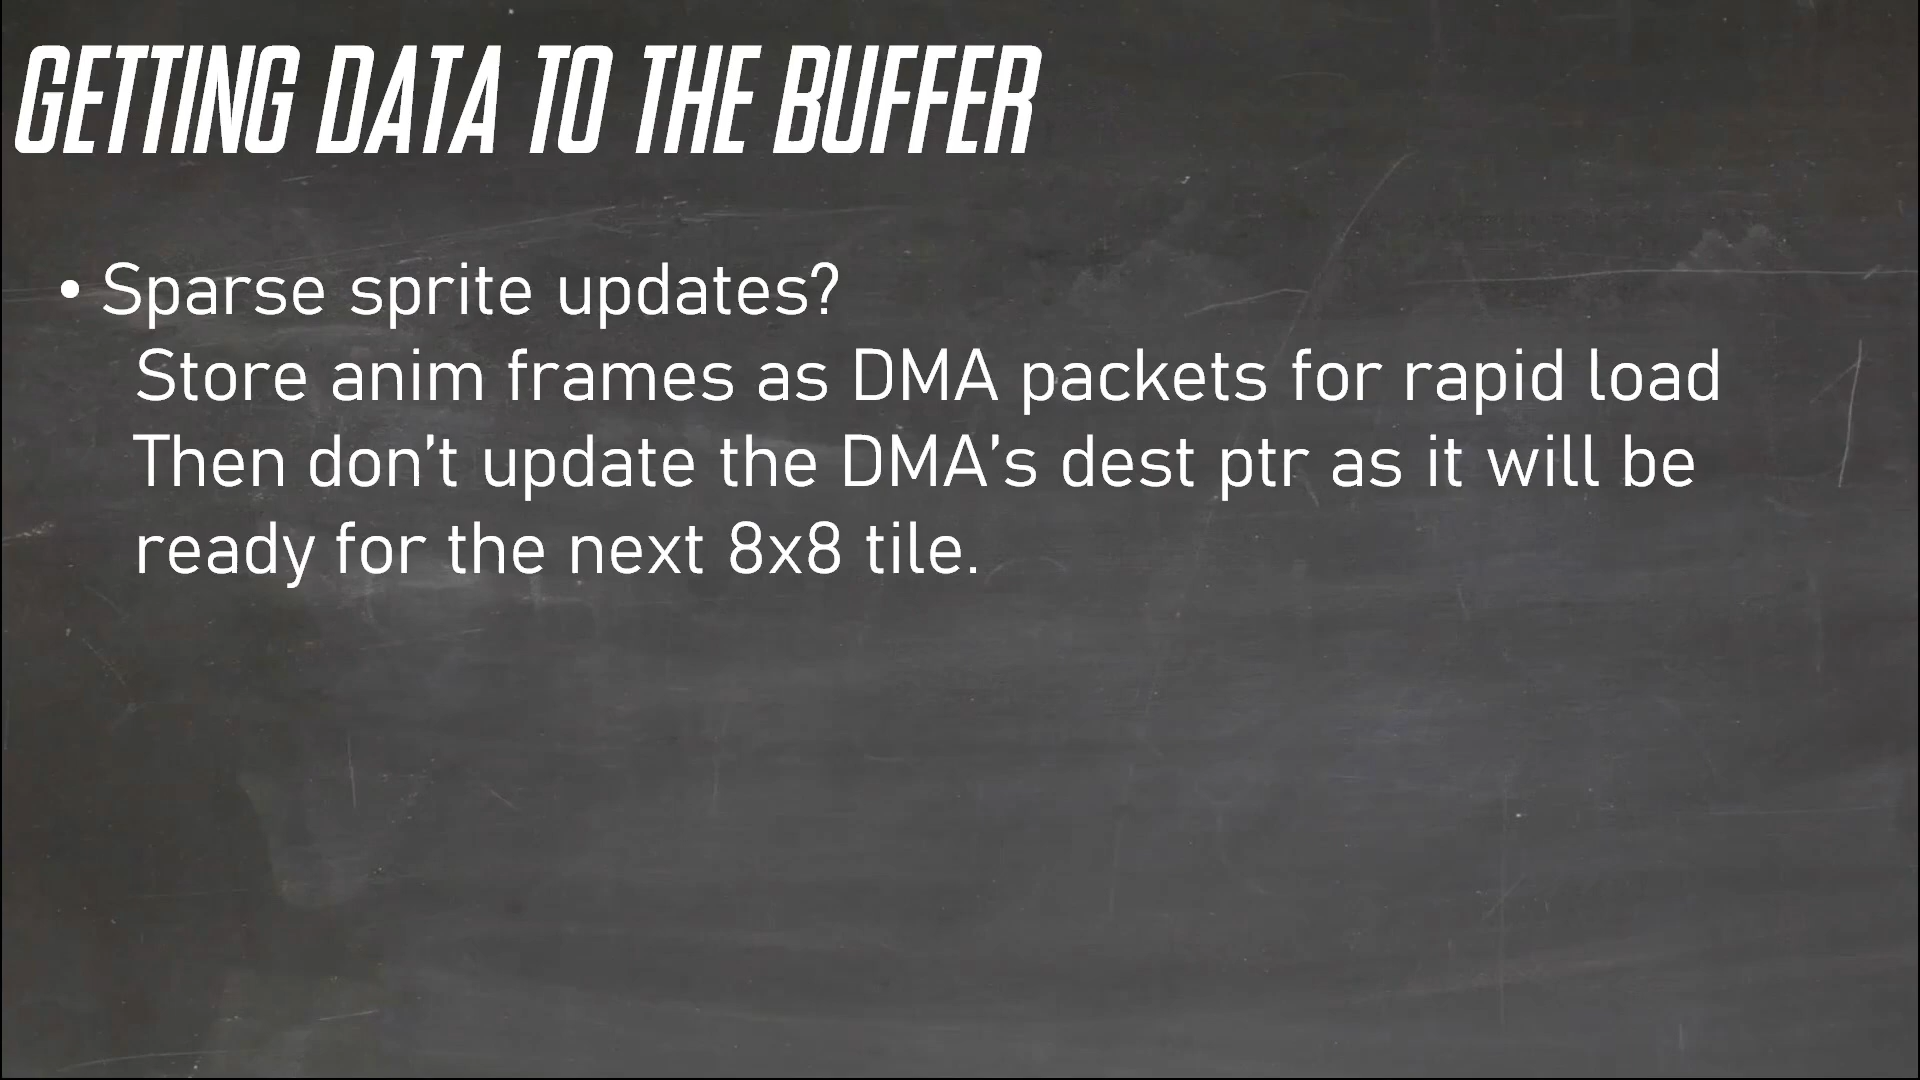 GETTING DATA TO THE BUFFER
• Sparse sprite updates?
Store anim frames as DMA packets for rapid load
Then don’t update the DMA’s dest ptr as it will be
ready for the next 8x8 tile.